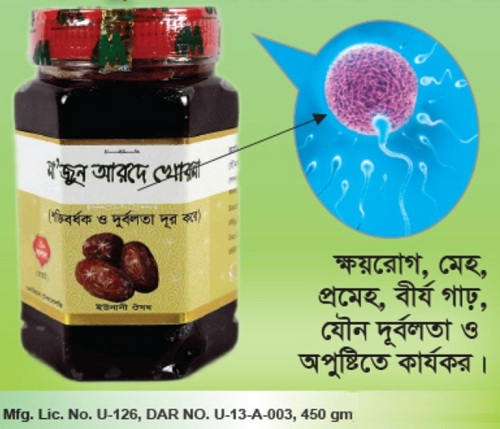 মা'জুন আরদে খোরমা
(শক্তিবর্ধক ও দুর্বলতা দূর করে)
ইউনানী ঔষধ
ক্ষয়রোগ, মেহ,
প্রমেহ, বীর্য গাঢ়,
যৌন দূর্বলতা ও
অপুষ্টিতে কার্যকর।
Mfg. Lic. No. U-126, DAR NO. U-13-A-003, 450 gm